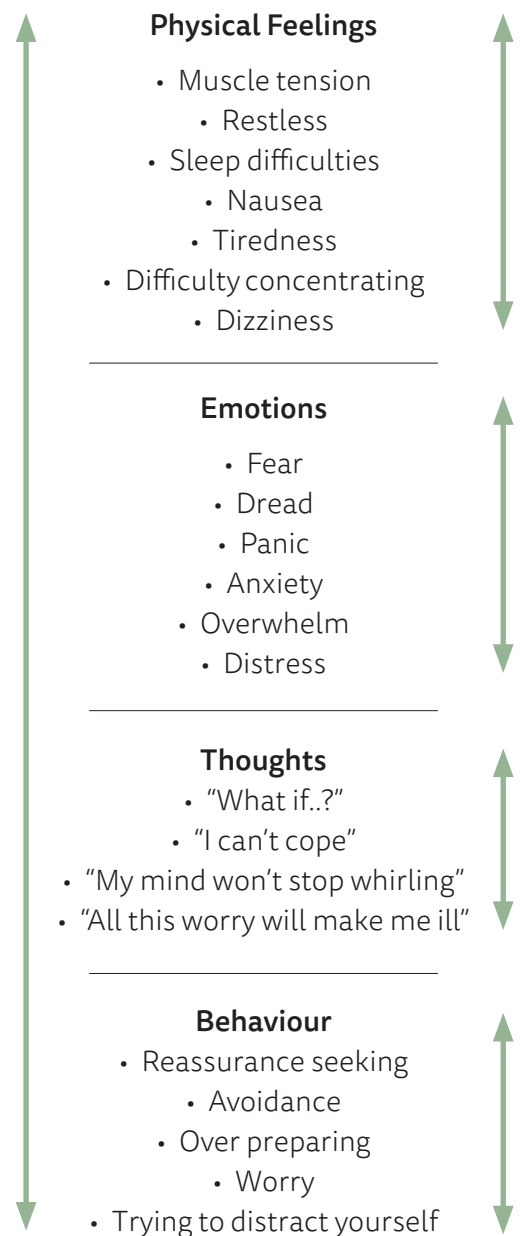 Physical Feelings
• Muscle tension
• Restless
• Sleep difficulties
• Nausea
• Tiredness
• Difficulty concentrating
• Dizziness
Emotions
• Fear
• Dread
• Panic
• Anxiety
• Overwhelm
• Distress
Thoughts
• “What if..?”
• “I can’t cope”
• “My mind won’t stop whirling”
• “All this worry will make me ill”
Behaviour
• Reassurance seeking
• Avoidance
• Over preparing
• Worry
• Trying to distract yourself